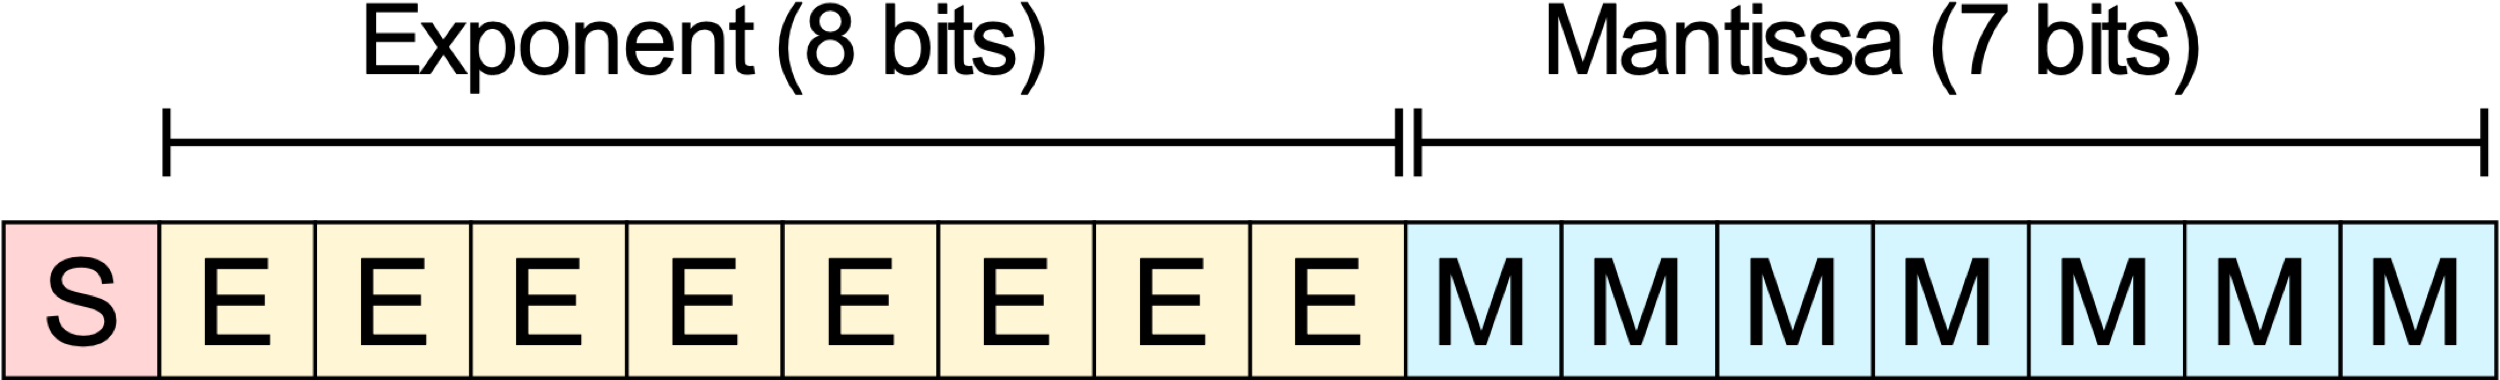 Exponent (8 bits) Mantissa (7 bits)
S E E E E E E E E M M M M M M M